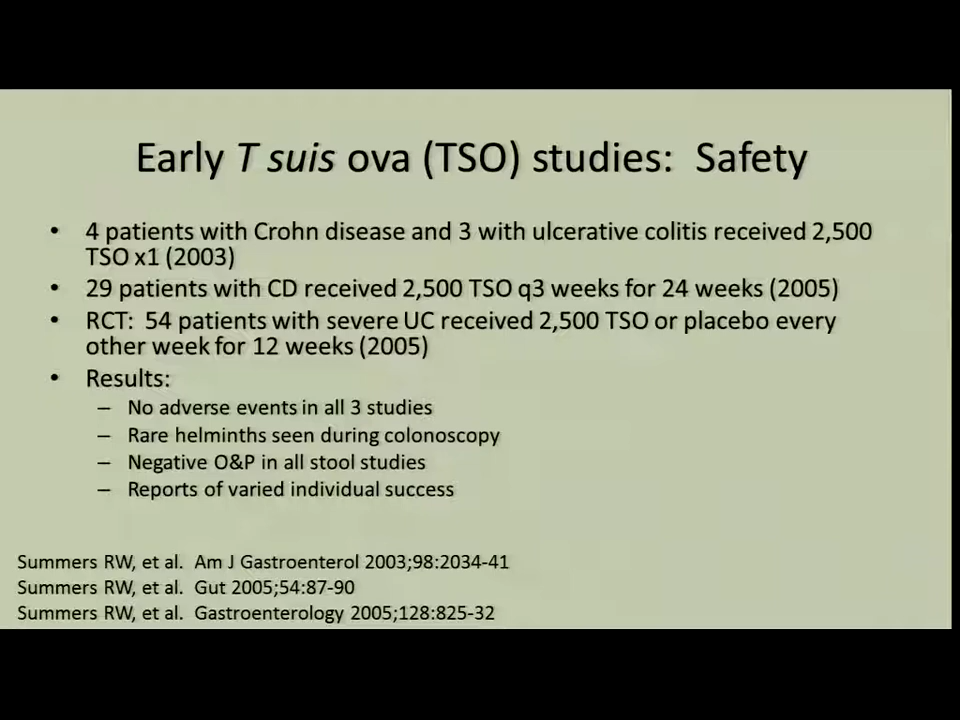 Early T suis ova (TSO) studies:  Safety
• 4 patients with Crohn disease and 3 with ulcerative colitis received 2,500
TSO x1 (2003)
• 29 patients with CD received 2,500 TSO q3 weeks for 24 weeks (2005)
• RCT:  54 patients with severe UC received 2,500 TSO or placebo every
other week for 12 weeks (2005)
• Results:
– No adverse events in all 3 studies
– Rare helminths seen during colonoscopy
– Negative O&P in all stool studies
– Reports of varied individual success
Summers RW, et al.  Am J Gastroenterol 2003;98:2034-41
Summers RW, et al.  Gut 2005;54:87-90
Summers RW, et al.  Gastroenterology 2005;128:825-32